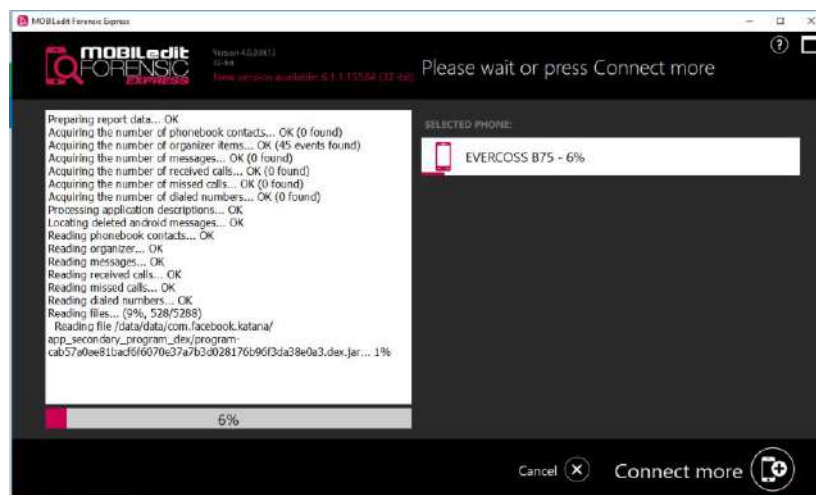 MOBILedit Forensic Express
MOBILedit
FORENSIC
EXPRESS
32-bit
Please wait or press Connect more
Preparing report data... OK
Acquiring the number of phonebook contacts... OK (0 found)
Acquiring the number of organizer items... OK (45 events found)
Acquiring the number of messages... OK (0 found)
Acquiring the number of received calls... OK (0 found)
Acquiring the number of missed calls... OK (0 found)
Acquiring the number of dialed numbers... OK (0 found)
Processing application descriptions... OK
Locating deleted android messages... OK
Reading phonebook contacts... OK
Reading organizer... OK
Reading messages... OK
Reading received calls... OK
Reading missed calls... OK
Reading dialed numbers... OK
Reading files... (9%, 528/5288)
Reading file /data/data/com.facebook.katana/
app_secondary_program_dex/program-
cab57a0ae81bacf6f6070e37a7b3d028176b96f3da38e0a3.dex.jar... 1%
6%
SELECTED PHONE:
EVERCOSS B75 - 6%
Cancel
Connect more